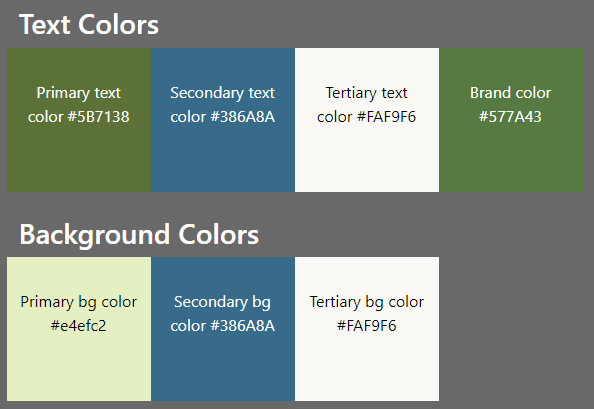 Text Colors
Primary text
color #5B7138
Secondary text
color #386A8A
Tertiary text
color #FAF9F6
Brand color
#577A43
Background Colors
Primary bg color
#e4efc2
Secondary bg
color #386A8A
Tertiary bg color
#FAF9F6